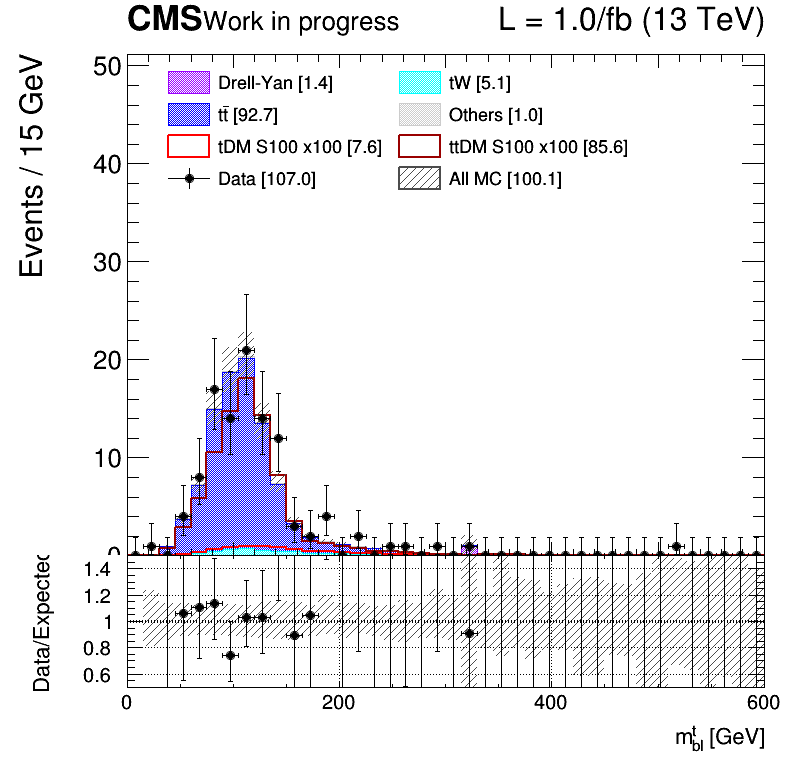 CMS Work in progress L = 1.0/fb (13 TeV)
Events / 15 GeV
50
40
30
20
10
0
Drell-Yan [1.4] tW [5.1]
tt̄ [92.7] Others [1.0]
tDM S100 x100 [7.6] ttDM S100 x100 [85.6]
Data [107.0] All MC [100.1]
Data/Expected
1.4
1.2
1
0.8
0.6
0 200 400 600
m^t_bl [GeV]